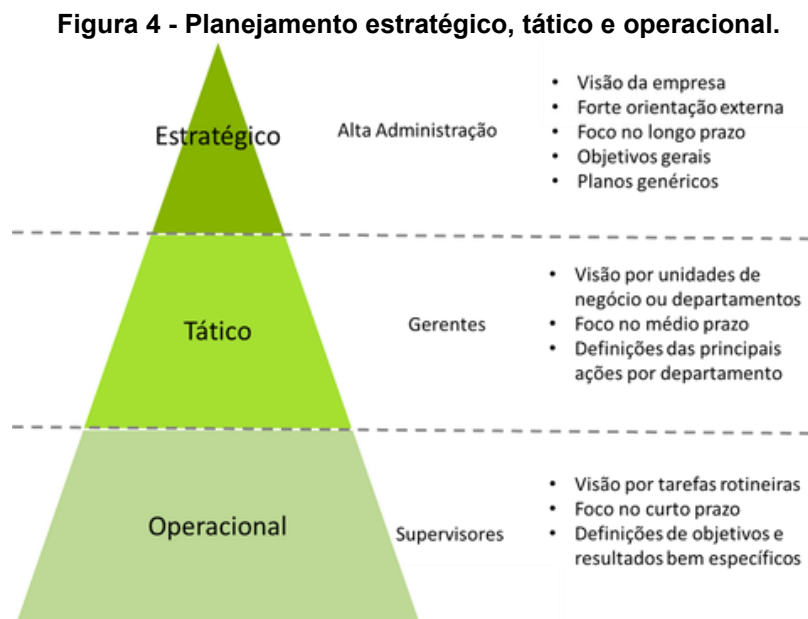 Figura 4 - Planejamento estratégico, tático e operacional.
Estratégico
Alta Administração
• Visão da empresa
• Forte orientação externa
• Foco no longo prazo
• Objetivos gerais
• Planos genéricos
Tático
Gerentes
• Visão por unidades de
negócio ou departamentos
• Foco no médio prazo
• Definições das principais
ações por departamento
Operacional
Supervisores
• Visão por tarefas rotineiras
• Foco no curto prazo
• Definições de objetivos e
resultados bem específicos